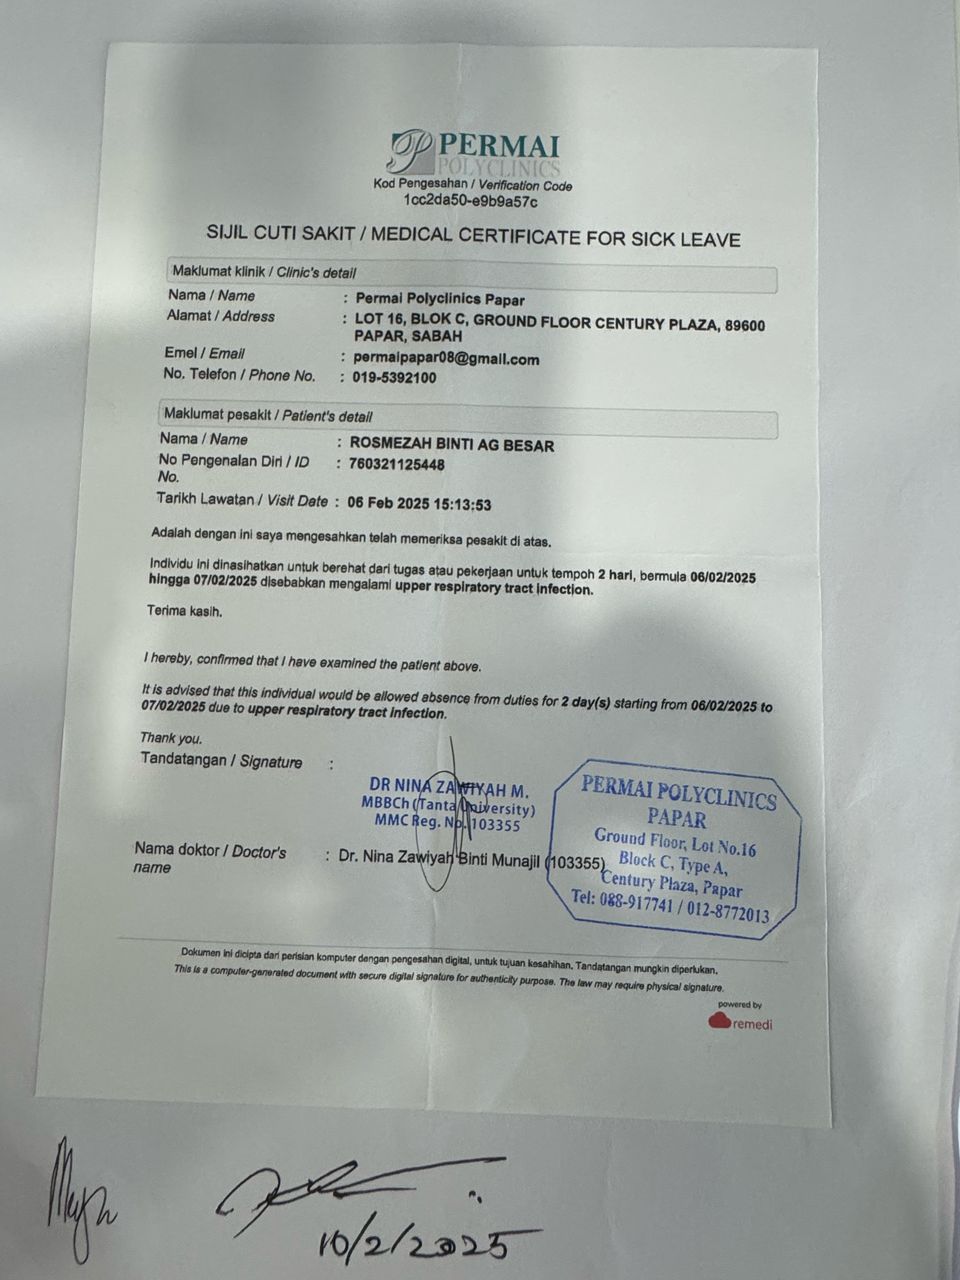 PERMAI
POLYCLINICS
Kod Pengesahan / Verification Code
1cc2da50-e9b9a57c
SIJIL CUTI SAKIT / MEDICAL CERTIFICATE FOR SICK LEAVE
Maklumat klinik / Clinic's detail
Nama / Name : Permai Polyclinics Papar
Alamat / Address : LOT 16, BLOK C, GROUND FLOOR CENTURY PLAZA, 89600
PAPAR, SABAH
Emel / Email : permaipapar08@gmail.com
No. Telefon / Phone No. : 019-5392100
Maklumat pesakit / Patient's detail
Nama / Name : ROSMEZAH BINTI AG BESAR
No Pengenalan Diri / ID : 760321125448
No.
Tarikh Lawatan / Visit Date : 06 Feb 2025 15:13:53
Adalah dengan ini saya mengesahkan telah memeriksa pesakit di atas.
Individu ini dinasihatkan untuk berehat dari tugas atau pekerjaan untuk tempoh 2 hari, bermula 06/02/2025
hingga 07/02/2025 disebabkan mengalami upper respiratory tract infection.
Terima kasih.
I hereby, confirmed that I have examined the patient above.
It is advised that this individual would be allowed absence from duties for 2 day(s) starting from 06/02/2025 to
07/02/2025 due to upper respiratory tract infection.
Thank you.
Tandatangan / Signature :
DR NINA ZAWIYAH M.
MBBCh (Tanta University)
MMC Reg. No. 103355
Nama doktor / Doctor's : Dr. Nina Zawiyah Binti Munajil (103355)
name
PERMAI POLYCLINICS
PAPAR
Ground Floor, Lot No.16
Block C, Type A,
Century Plaza, Papar
Tel: 088-917741 / 012-8772013
Dokumen ini dicipta dari perisian komputer dengan pengesahan digital, untuk tujuan kesahihan. Tandatangan mungkin diperlukan.
This is a computer-generated document with secure digital signature for authenticity purpose. The law may require physical signature.
powered by
remedi
10/2/2025